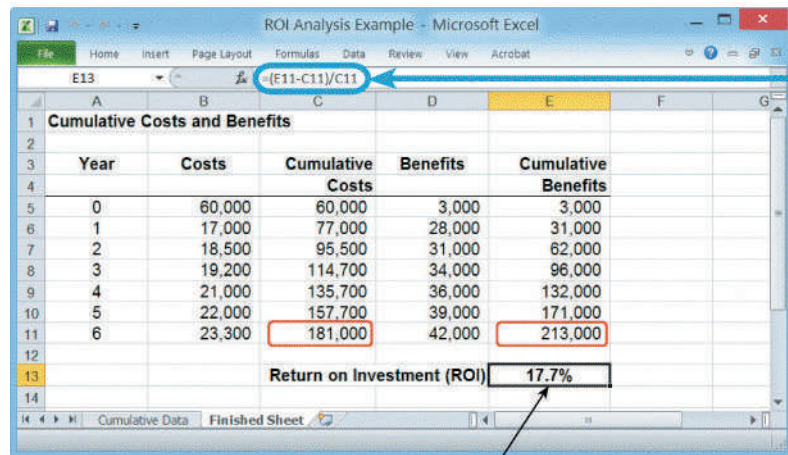 ROI Analysis Example - Microsoft Excel
File Home Insert Page Layout Formulas Data Review View Acrobat
E13 fx =(E11-C11)/C11
A B C D E F G
1 Cumulative Costs and Benefits
2
3 Year Costs Cumulative Benefits Cumulative
4 Costs Benefits
5 0 60,000 60,000 3,000 3,000
6 1 17,000 77,000 28,000 31,000
7 2 18,500 95,500 31,000 62,000
8 3 19,200 114,700 34,000 96,000
9 4 21,000 135,700 36,000 132,000
10 5 22,000 157,700 39,000 171,000
11 6 23,300 181,000 42,000 213,000
12
13 Return on Investment (ROI) 17.7%
14
Cumulative Data Finished Sheet